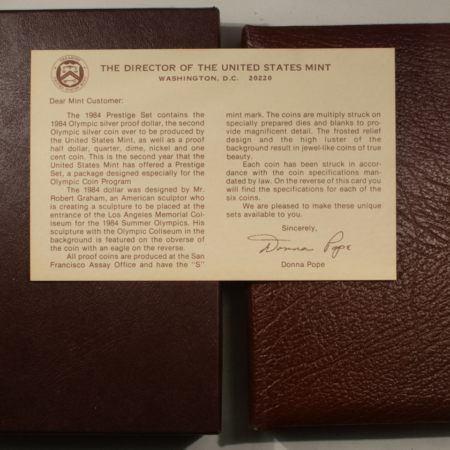 THE DIRECTOR OF THE UNITED STATES MINT
WASHINGTON, D.C. 20220
Dear Mint Customer:
The 1984 Prestige Set contains the
1984 Olympic silver proof dollar, the second
Olympic silver coin ever to be produced by
the United States Mint, as well as a proof
half dollar, quarter, dime, nickel and one
cent coin. This is the second year that the
United States Mint has offered a Prestige
Set, a package designed especially for the
Olympic Coin Program
The 1984 dollar was designed by Mr.
Robert Graham, an American sculptor who
is creating a sculpture to be placed at the
entrance of the Los Angeles Memorial Col-
iseum for the 1984 Summer Olympics. His
sculpture with the Olympic Coliseum in the
background is featured on the obverse of
the coin with an eagle on the reverse.
All proof coins are produced at the San
Francisco Assay Office and have the "S"
mint mark. The coins are multiply struck on
specially prepared dies and blanks to pro-
vide magnificent detail. The frosted relief
design and the high luster of the
background result in jewel-like coins of true
beauty.
Each coin has been struck in accor-
dance with the coin specifications man-
dated by law. On the reverse of this card you
will find the specifications for each of the
six coins.
We are pleased to make these unique
sets available to you.
Sincerely,
Donna Pope
Donna Pope